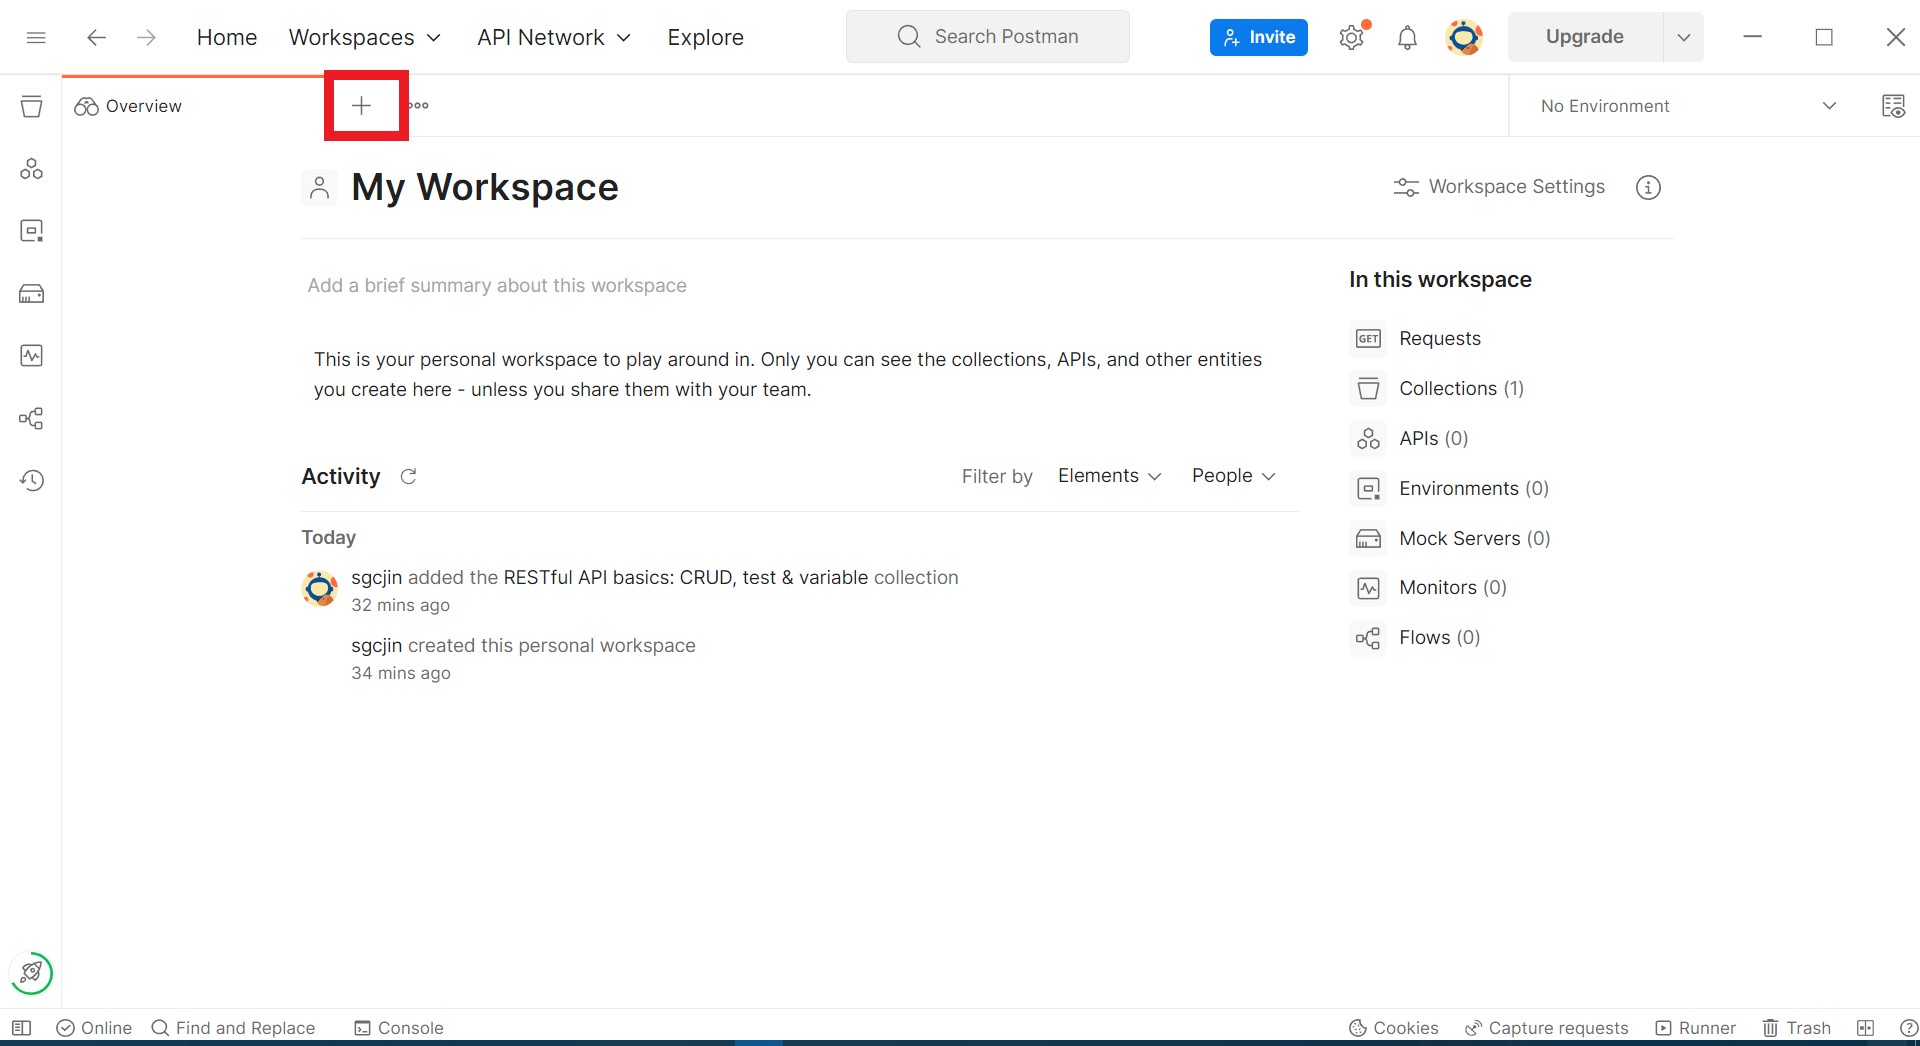 Home Workspaces API Network Explore Search Postman Invite Upgrade
Overview No Environment
My Workspace Workspace Settings
Add a brief summary about this workspace
This is your personal workspace to play around in. Only you can see the collections, APIs, and other entities
you create here - unless you share them with your team.
Activity Filter by Elements People
Today
sgcjin added the RESTful API basics: CRUD, test & variable collection
32 mins ago
sgcjin created this personal workspace
34 mins ago
In this workspace
GET Requests
Collections (1)
APIs (0)
Environments (0)
Mock Servers (0)
Monitors (0)
Flows (0)
Online Find and Replace Console Cookies Capture requests Runner Trash